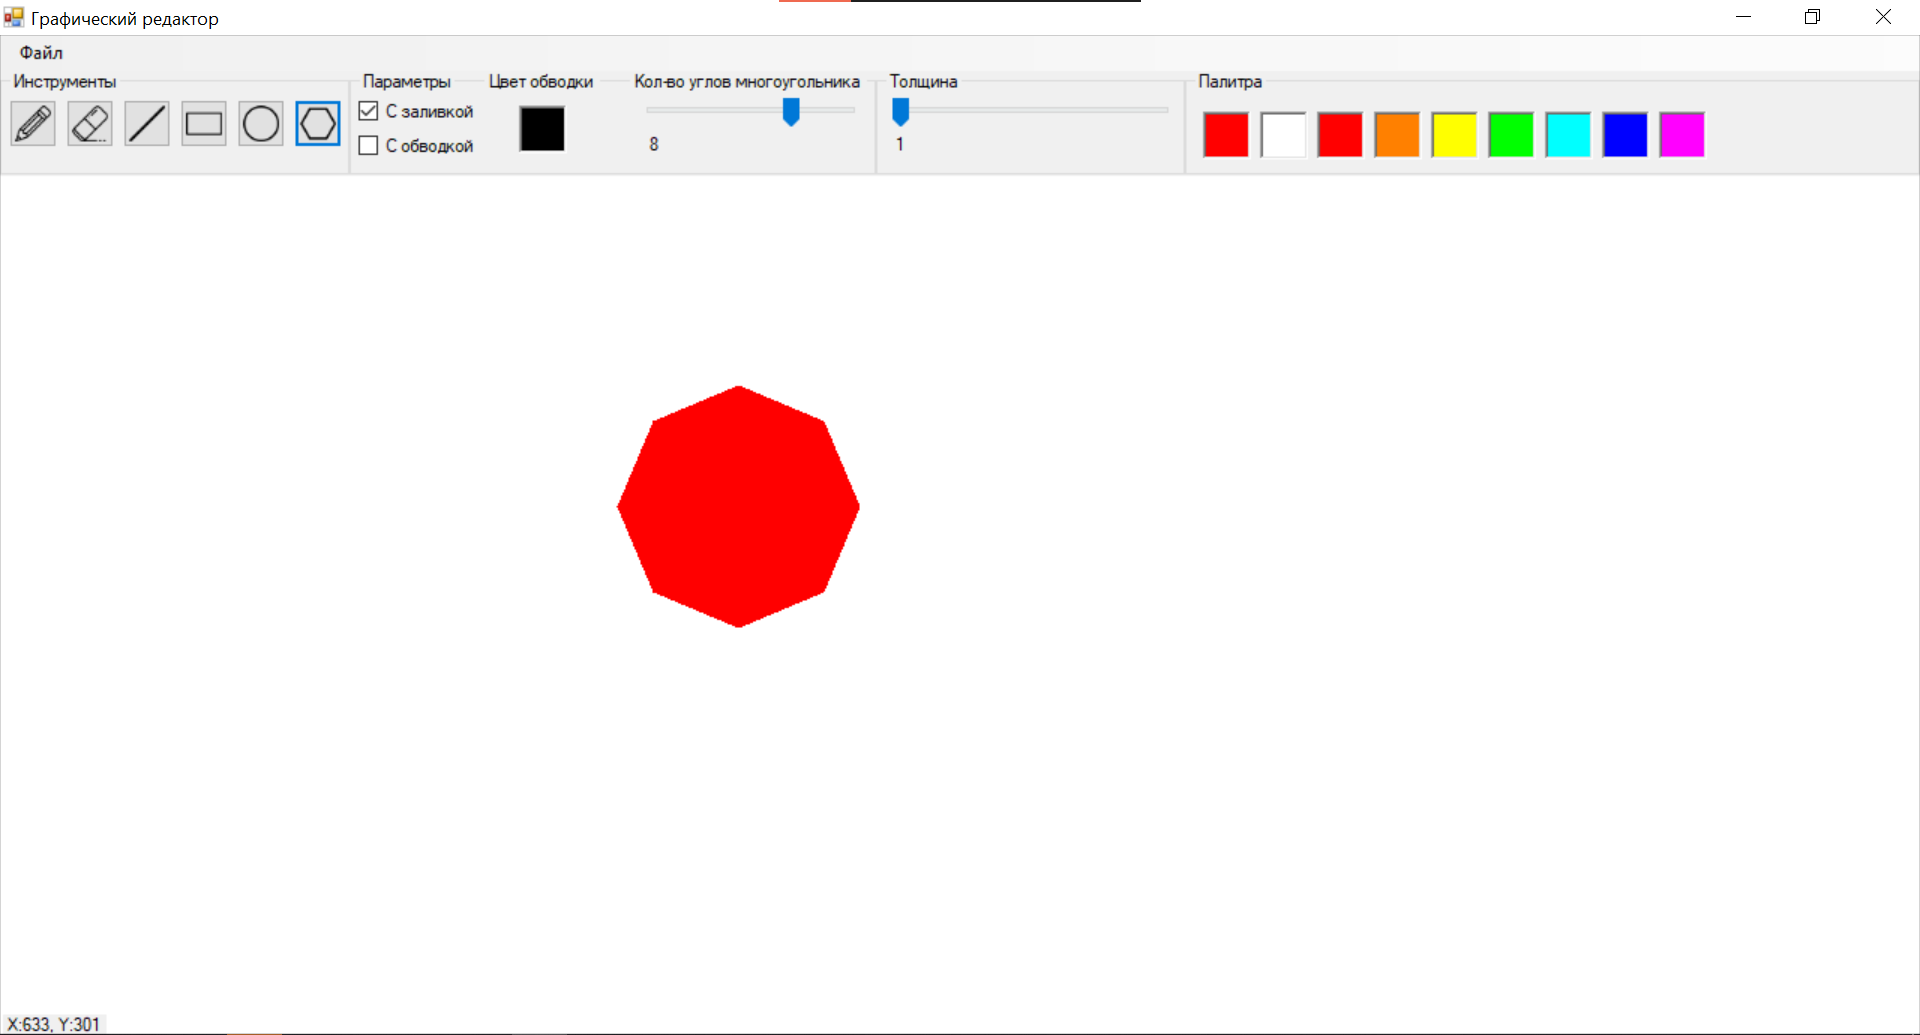 Графический редактор
Файл
Инструменты
Параметры
Цвет обводки
Кол-во углов многоугольника
Толщина
Палитра
С заливкой
С обводкой
8
1
X:633, Y:301